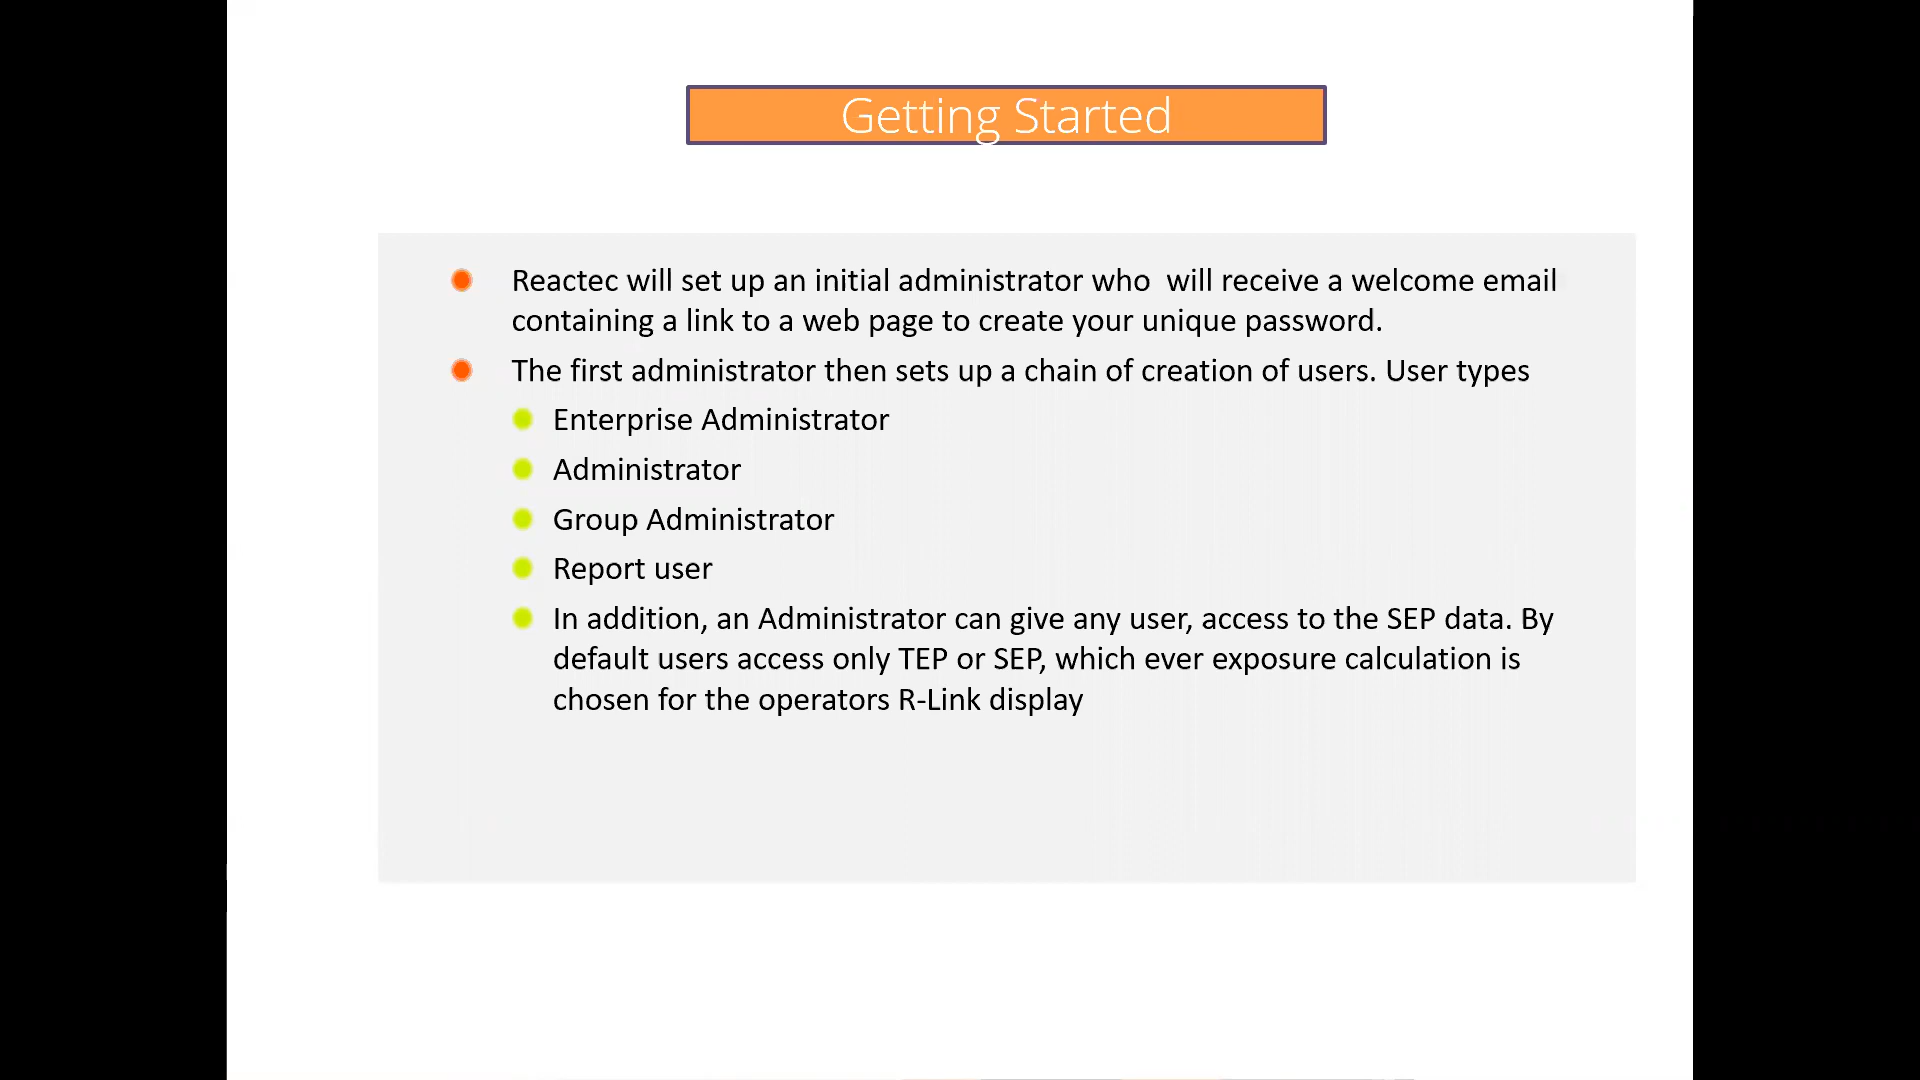 Getting Started
Reactec will set up an initial administrator who  will receive a welcome email
containing a link to a web page to create your unique password.
The first administrator then sets up a chain of creation of users. User types
Enterprise Administrator
Administrator
Group Administrator
Report user
In addition, an Administrator can give any user, access to the SEP data. By
default users access only TEP or SEP, which ever exposure calculation is
chosen for the operators R-Link display